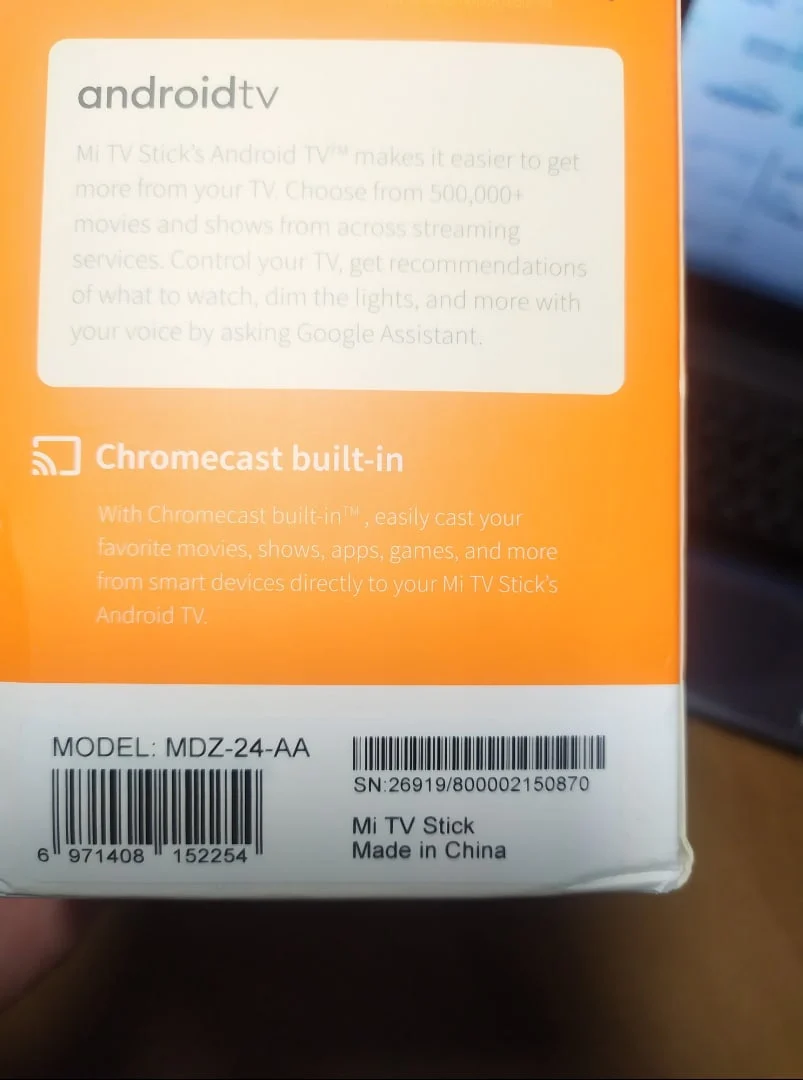 androidtv
Mi TV Stick's Android TV™ makes it easier to get
more from your TV. Choose from 500,000+
movies and shows from across streaming
services. Control your TV, get recommendations
of what to watch, dim the lights, and more with
your voice by asking Google Assistant.
Chromecast built-in
With Chromecast built-in™, easily cast your
favorite movies, shows, apps, games, and more
from smart devices directly to your Mi TV Stick's
Android TV.
MODEL: MDZ-24-AA
6 971408 152254
SN:26919/800002150870
Mi TV Stick
Made in China